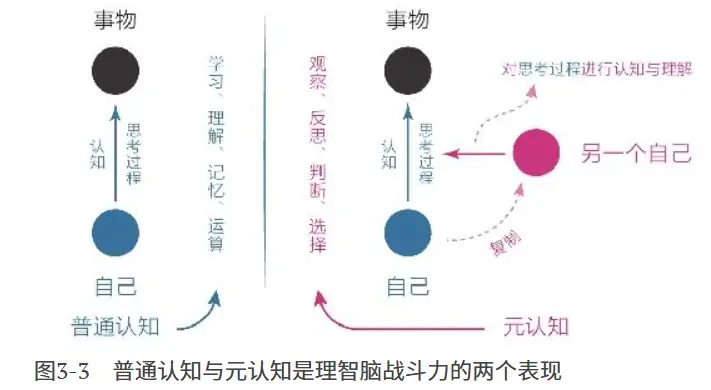 事物
认知
思考过程
自己
普通认知
学习、理解、记忆、运算
观察、反思、判断、选择
事物
认知
思考过程
自己
对思考过程进行认知与理解
另一个自己
复制
元认知
图3-3 普通认知与元认知是理智脑战斗力的两个表现